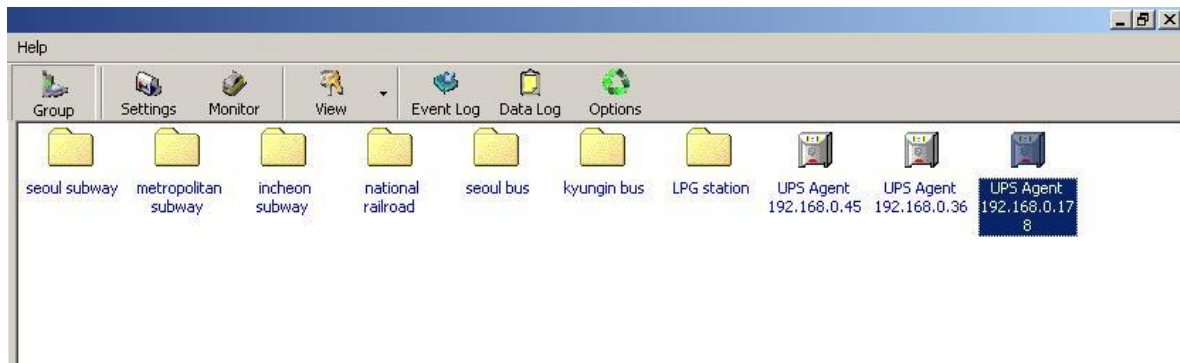 Help
Group Settings Monitor View Event Log Data Log Options
seoul subway
metropolitan
subway
incheon
subway
national
railroad
seoul bus
kyungin bus
LPG station
UPS Agent
192.168.0.45
UPS Agent
192.168.0.36
UPS Agent
192.168.0.17
8